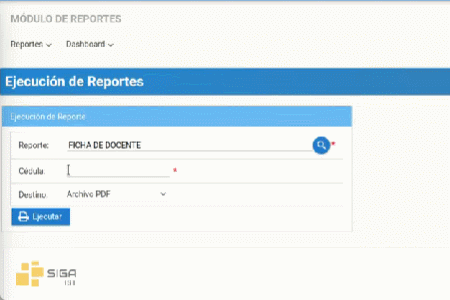 MÓDULO DE REPORTES
Reportes Dashboard
Ejecución de Reportes
Ejecución de Reporte
Reporte: FICHA DE DOCENTE *
Cédula: *
Destino: Archivo PDF
Ejecutar
SIGA